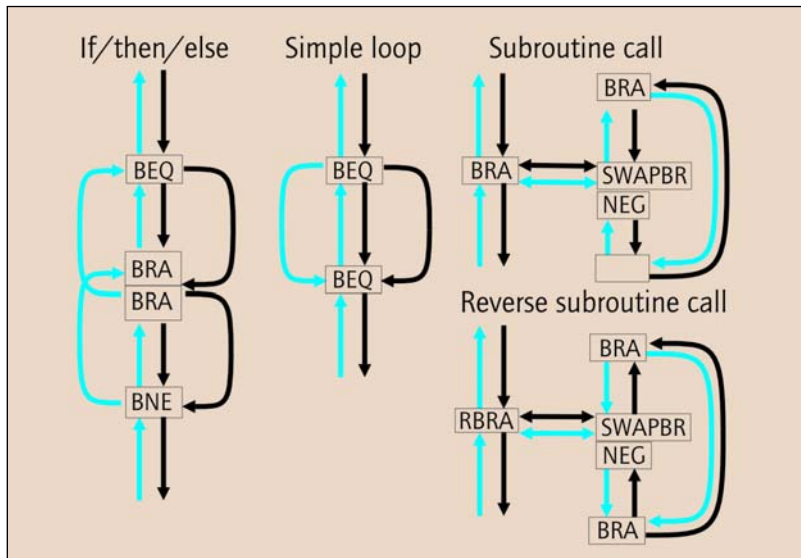 If/then/else
BEQ
BRA
BRA
BNE
Simple loop
BEQ
BEQ
Subroutine call
BRA
BRA
SWAPBR
NEG
Reverse subroutine call
BRA
RBRA
SWAPBR
NEG
BRA